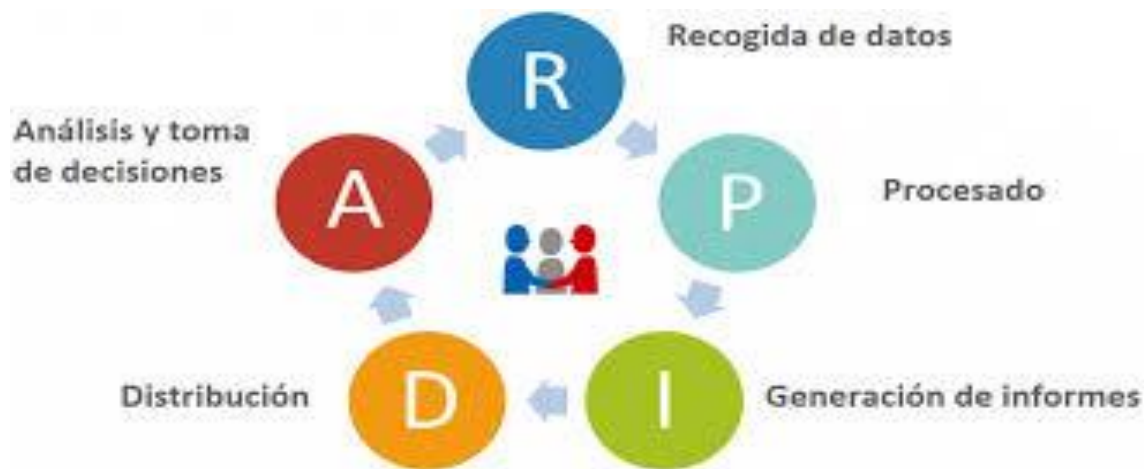 R
Recogida de datos
P
Procesado
I
Generación de informes
D
Distribución
A
Análisis y toma
de decisiones